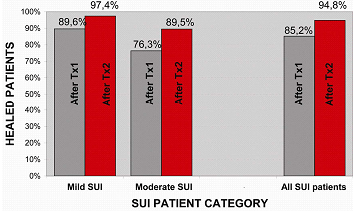 97,4%
94,8%
100%
89,6%
89,5%
90%
85,2%
80%
76,3%
70%
60%
50%
40%
30%
20%
10%
0%
HEALED PATIENTS
After Tx1
After Tx2
After Tx1
After Tx2
After Tx1
After Tx2
Mild SUI
Moderate SUI
All SUI patients
SUI PATIENT CATEGORY